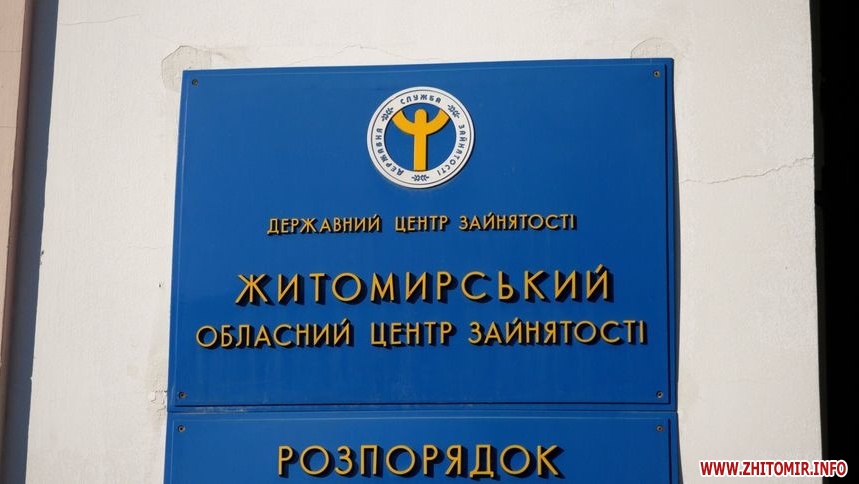 ДЕРЖАВНА СЛУЖБА ЗАЙНЯТОСТІ
ДЕРЖАВНИЙ ЦЕНТР ЗАЙНЯТОСТІ
ЖИТОМИРСЬКИЙ
ОБЛАСНИЙ ЦЕНТР ЗАЙНЯТОСТІ
РОЗПОРЯДОК
WWW.ZHITOMIR.INFO